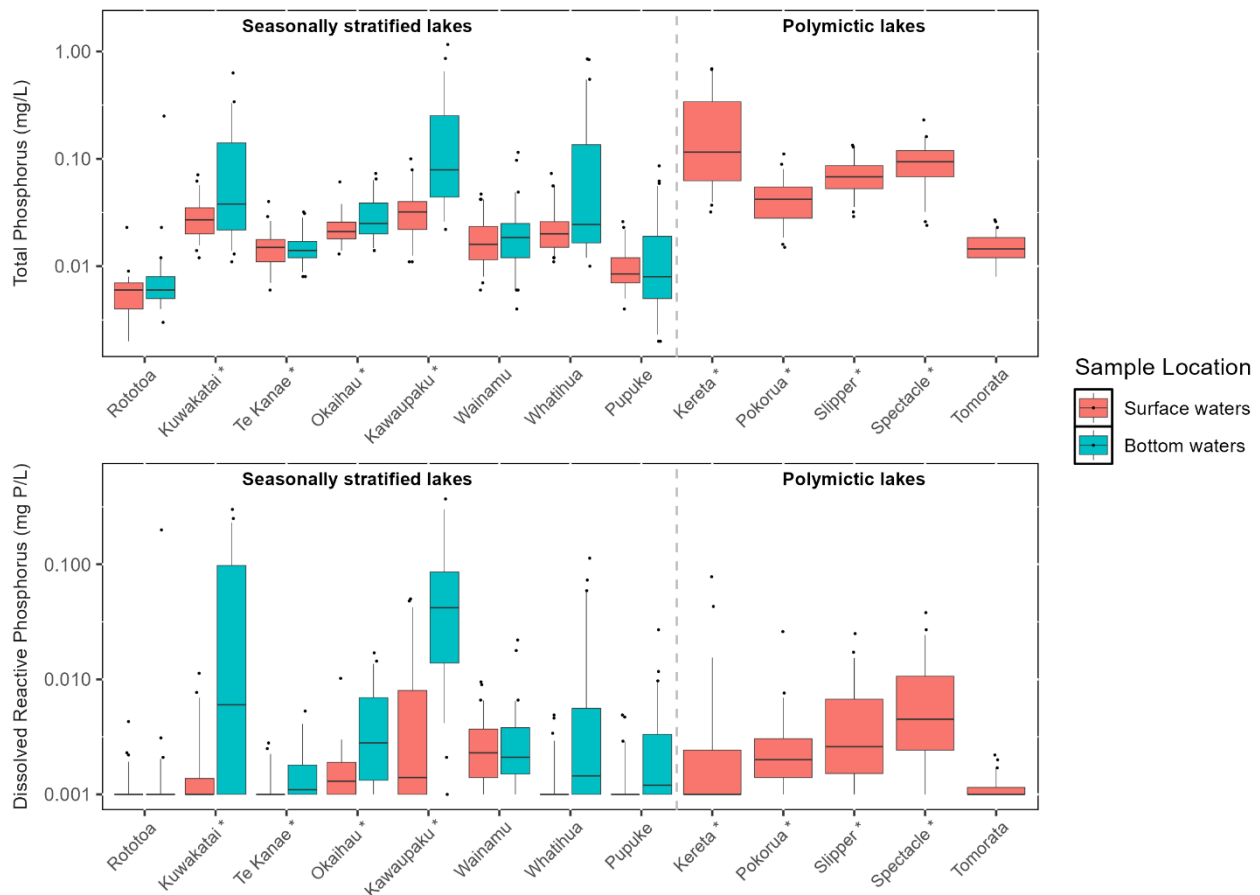 Seasonally stratified lakes
Polymictic lakes
Total Phosphorus (mg/L)
1.00
0.10
0.01
Rototoa
Kuwakatai *
Te Kanae *
Okaihau *
Kawaupaku *
Wainamu
Whatihua
Pupuke
Kereta *
Pokorua *
Slipper *
Spectacle *
Tomorata
Sample Location
Surface waters
Bottom waters
Seasonally stratified lakes
Polymictic lakes
Dissolved Reactive Phosphorus (mg P/L)
0.100
0.010
0.001
Rototoa
Kuwakatai *
Te Kanae *
Okaihau *
Kawaupaku *
Wainamu
Whatihua
Pupuke
Kereta *
Pokorua *
Slipper *
Spectacle *
Tomorata